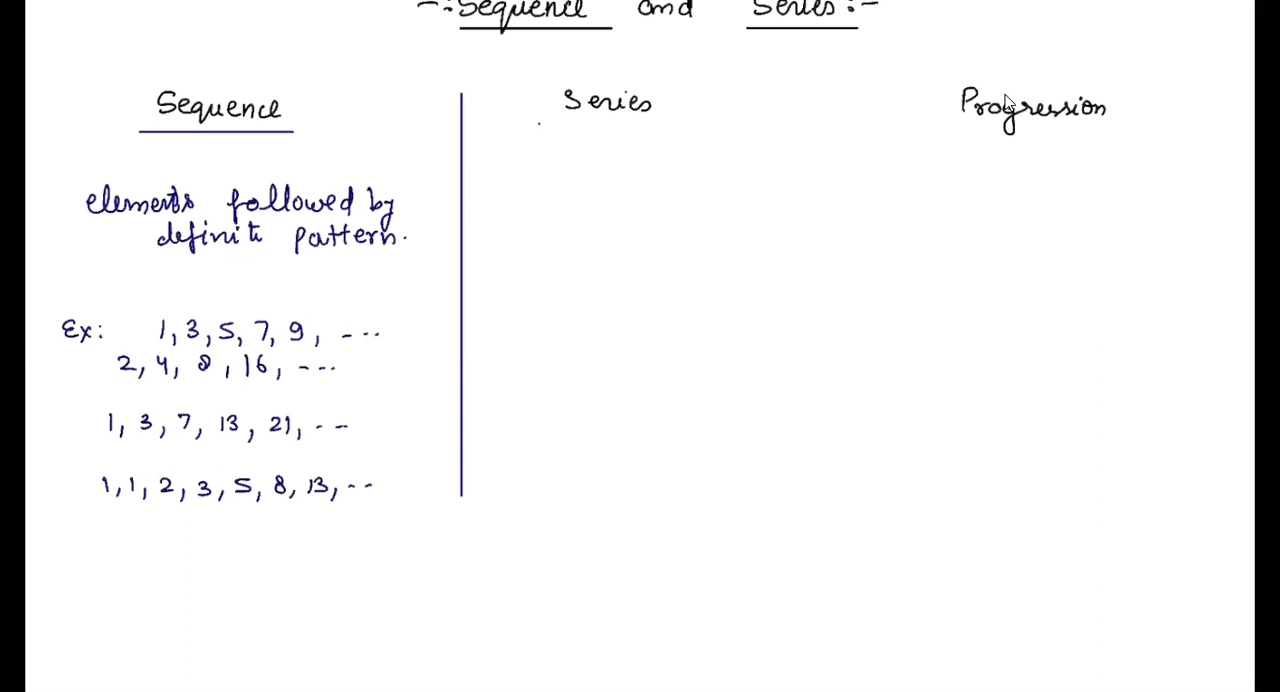 -:Sequence and Series:-
Sequence
Series
Progression
elements followed by
definite pattern.
Ex: 1, 3, 5, 7, 9, ---
2, 4, 8, 16, ---
1, 3, 7, 13, 21, ---
1, 1, 2, 3, 5, 8, 13, --